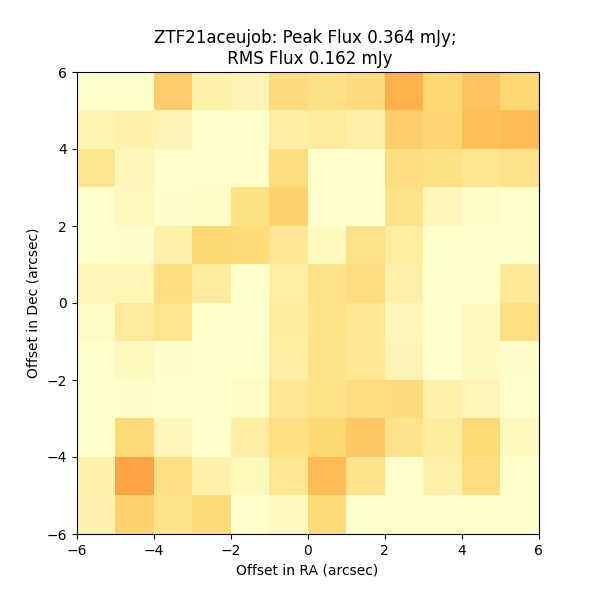 ZTF21aceujob: Peak Flux 0.364 mJy;
RMS Flux 0.162 mJy
6
4
2
0
−2
−4
−6
Offset in Dec (arcsec)
−6 −4 −2 0 2 4 6
Offset in RA (arcsec)